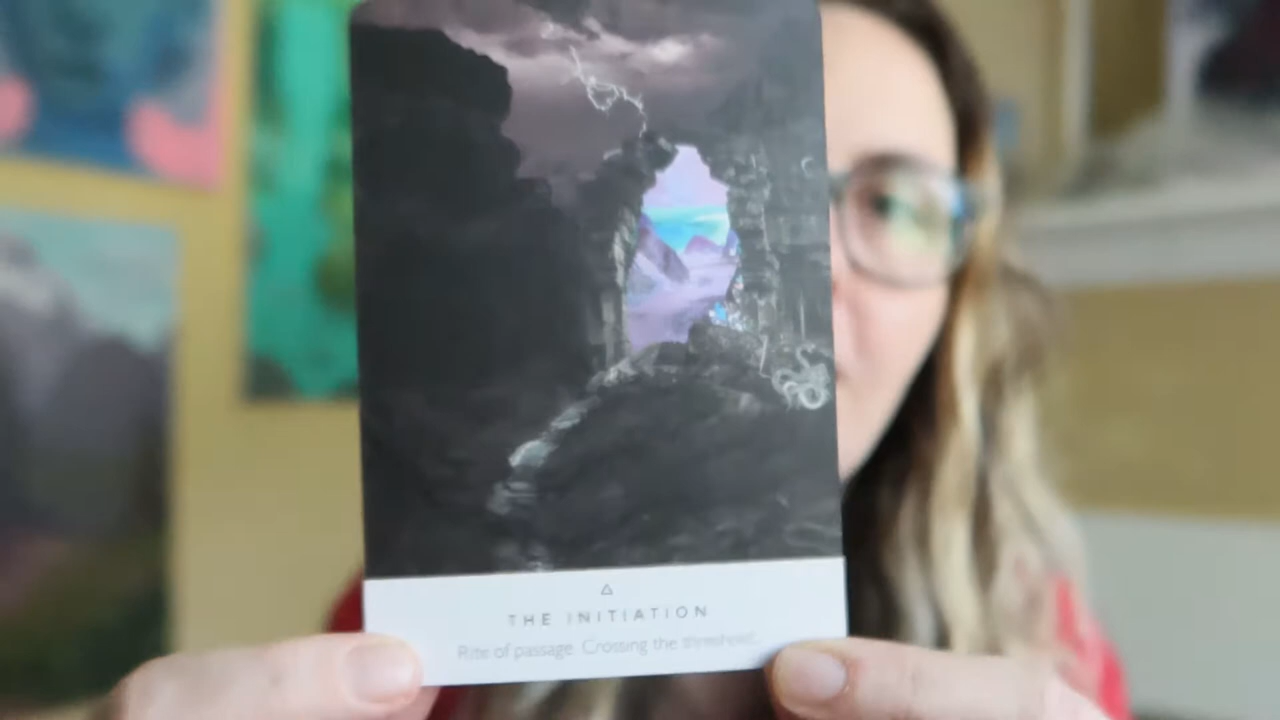 THE INITIATION
Rite of passage. Crossing the threshold.